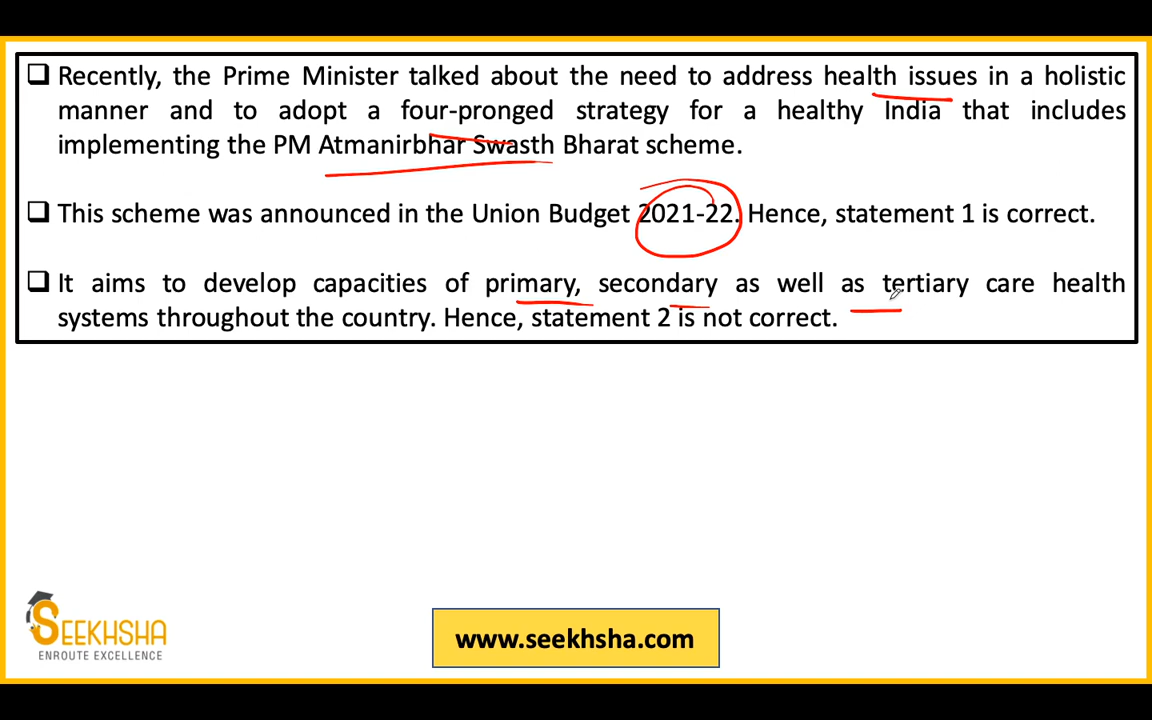 Recently, the Prime Minister talked about the need to address health issues in a holistic
manner and to adopt a four-pronged strategy for a healthy India that includes
implementing the PM Atmanirbhar Swasth Bharat scheme.
This scheme was announced in the Union Budget 2021-22. Hence, statement 1 is correct.
It aims to develop capacities of primary, secondary as well as tertiary care health
systems throughout the country. Hence, statement 2 is not correct.
SEEKHSHA
ENROUTE EXCELLENCE
www.seekhsha.com